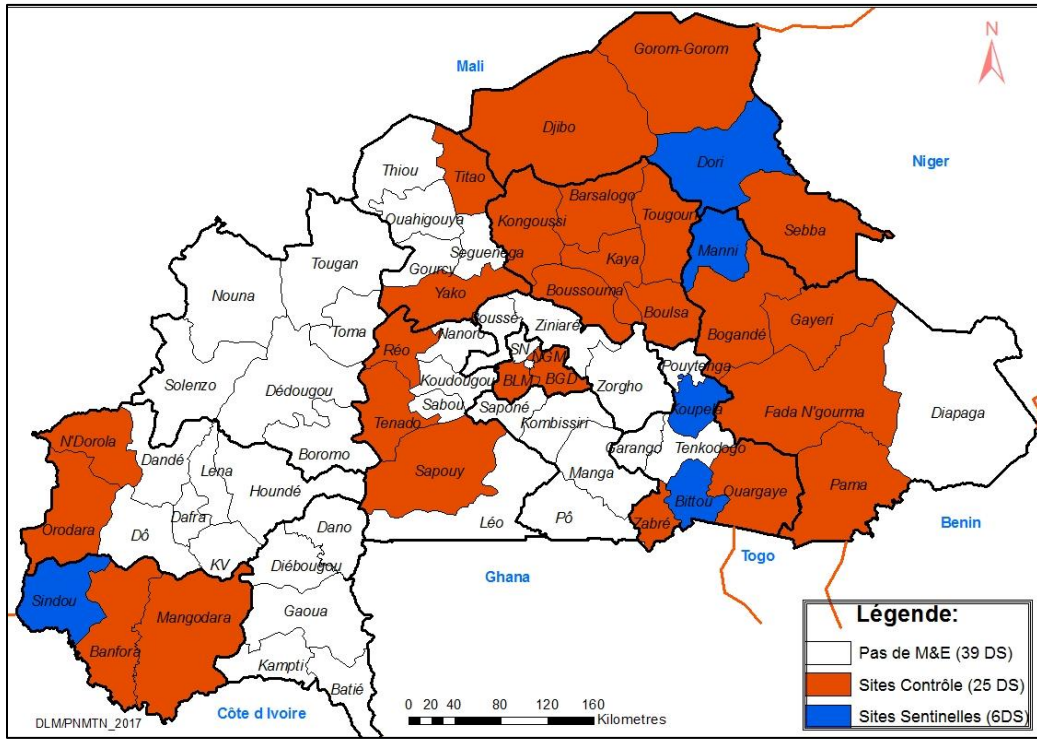 N
Gorom-Gorom
Mali
Djibo
Dori
Niger
Thiou
Titao
Barsalogo
Tougouri
Kongoussi
Ouahigouya
Sebba
Manni
Seguenega
Tougan
Kaya
Gourcy
Nouna
Yako
Boussouma
Boulsa
Gayeri
Toma
Ziniaré
Bogandé
Nanoro
Réo
SN
NGM
Pouytenga
Solenzo
Koudougou
BLM
BGD
Zorgho
Dédougou
Sabou
Saponé
Koupela
Fada N'gourma
Diapaga
Tenado
Kombissiri
N'Dorola
Dandé
Lena
Boromo
Garango
Tenkodogo
Sapouy
Manga
Houndé
Bittou
Ouargaye
Pama
Orodara
Dafra
Léo
Pô
Zabré
Dô
Dano
Benin
KV
Diébougou
Togo
Ghana
Sindou
Mangodara
Gaoua
Banfora
Kampti
Batié
Côte d Ivoire
Légende:
Pas de M&E (39 DS)
Sites Contrôle (25 DS)
Sites Sentinelles (6DS)
0 20 40 80 120 160
Kilometres
DLM/PNMTN_2017